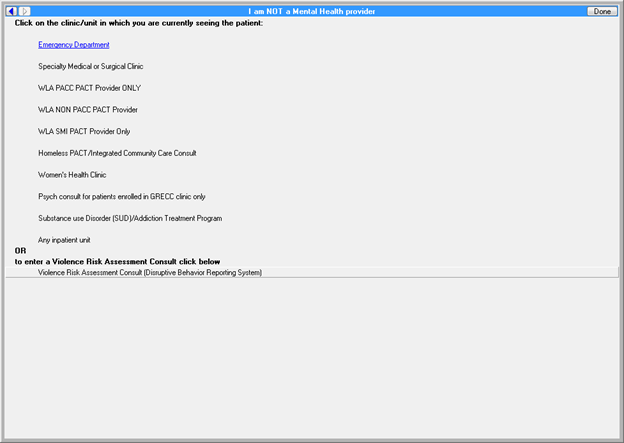 I am NOT a Mental Health provider
Done
Click on the clinic/unit in which you are currently seeing the patient:
Emergency Department
Specialty Medical or Surgical Clinic
WLA PACC PACT Provider ONLY
WLA NON PACC PACT Provider
WLA SMI PACT Provider Only
Homeless PACT/Integrated Community Care Consult
Women's Health Clinic
Psych consult for patients enrolled in GRECC clinic only
Substance use Disorder (SUD)/Addiction Treatment Program
Any inpatient unit
OR
to enter a Violence Risk Assessment Consult click below
Violence Risk Assessment Consult (Disruptive Behavior Reporting System)